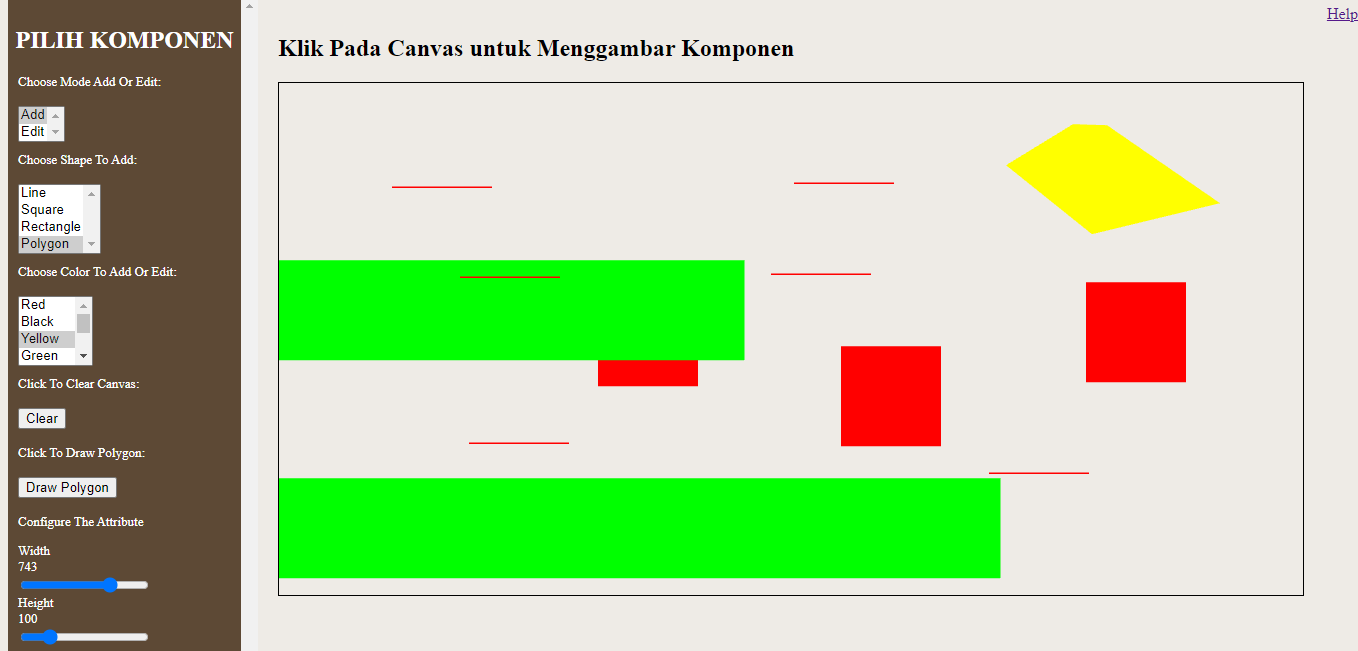 Help
PILIH KOMPONEN
Choose Mode Add Or Edit:
Add
Edit
Choose Shape To Add:
Line
Square
Rectangle
Polygon
Choose Color To Add Or Edit:
Red
Black
Yellow
Green
Click To Clear Canvas:
Clear
Click To Draw Polygon:
Draw Polygon
Configure The Attribute
Width
743
Height
100
Klik Pada Canvas untuk Menggambar Komponen